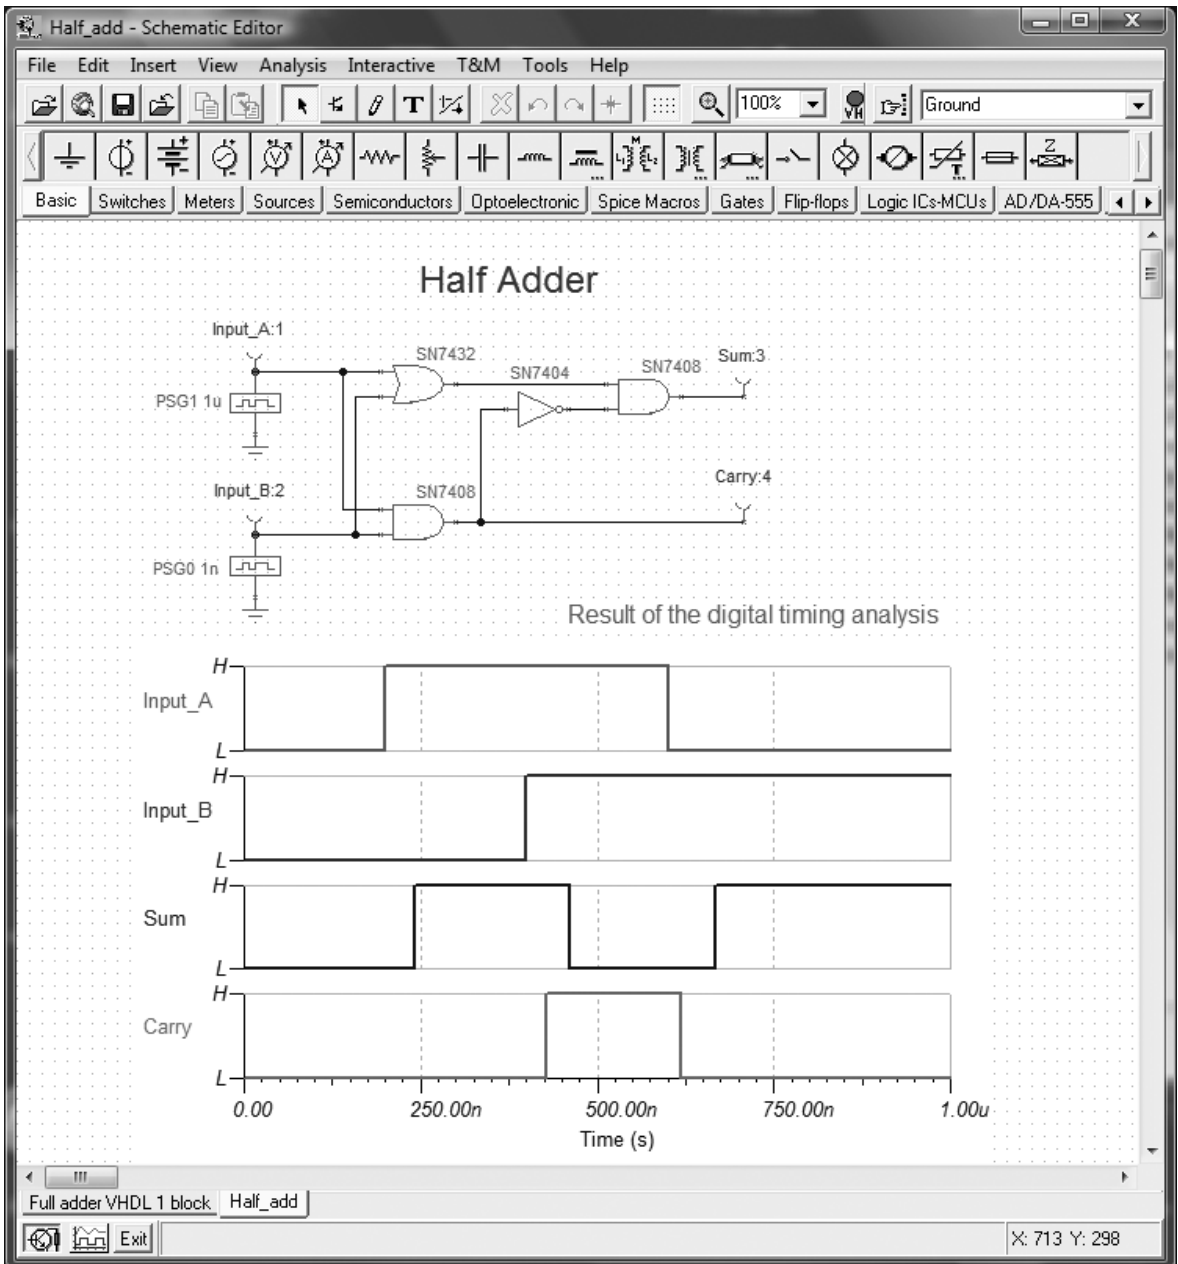 Half_add - Schematic Editor
File Edit Insert View Analysis Interactive T&M Tools Help
T 100% VH Ground
M Z T
Basic Switches Meters Sources Semiconductors Optoelectronic Spice Macros Gates Flip-flops Logic ICs-MCUs AD/DA-555
Half Adder
Input_A:1
SN7432
SN7404
SN7408
Sum:3
PSG1 1u
Input_B:2
SN7408
Carry:4
PSG0 1n
Result of the digital timing analysis
H
Input_A
L
H
Input_B
L
H
Sum
L
H
Carry
L
0.00 250.00n 500.00n 750.00n 1.00u
Time (s)
Full adder VHDL 1 block Half_add
Exit X: 713 Y: 298